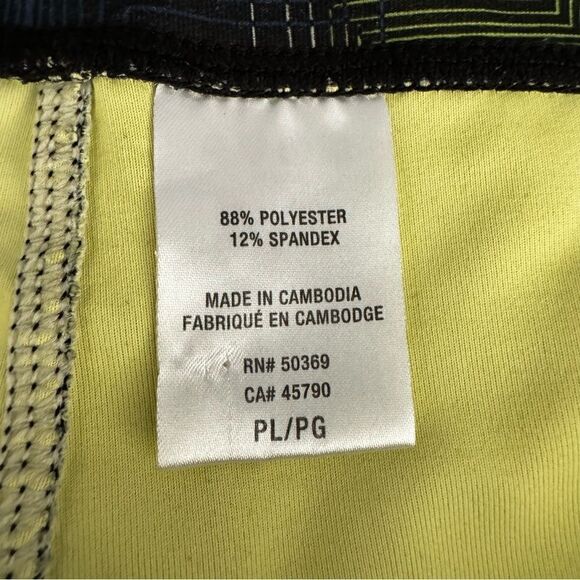 88% POLYESTER
12% SPANDEX
MADE IN CAMBODIA
FABRIQUÉ EN CAMBODGE
RN# 50369
CA# 45790
PL/PG